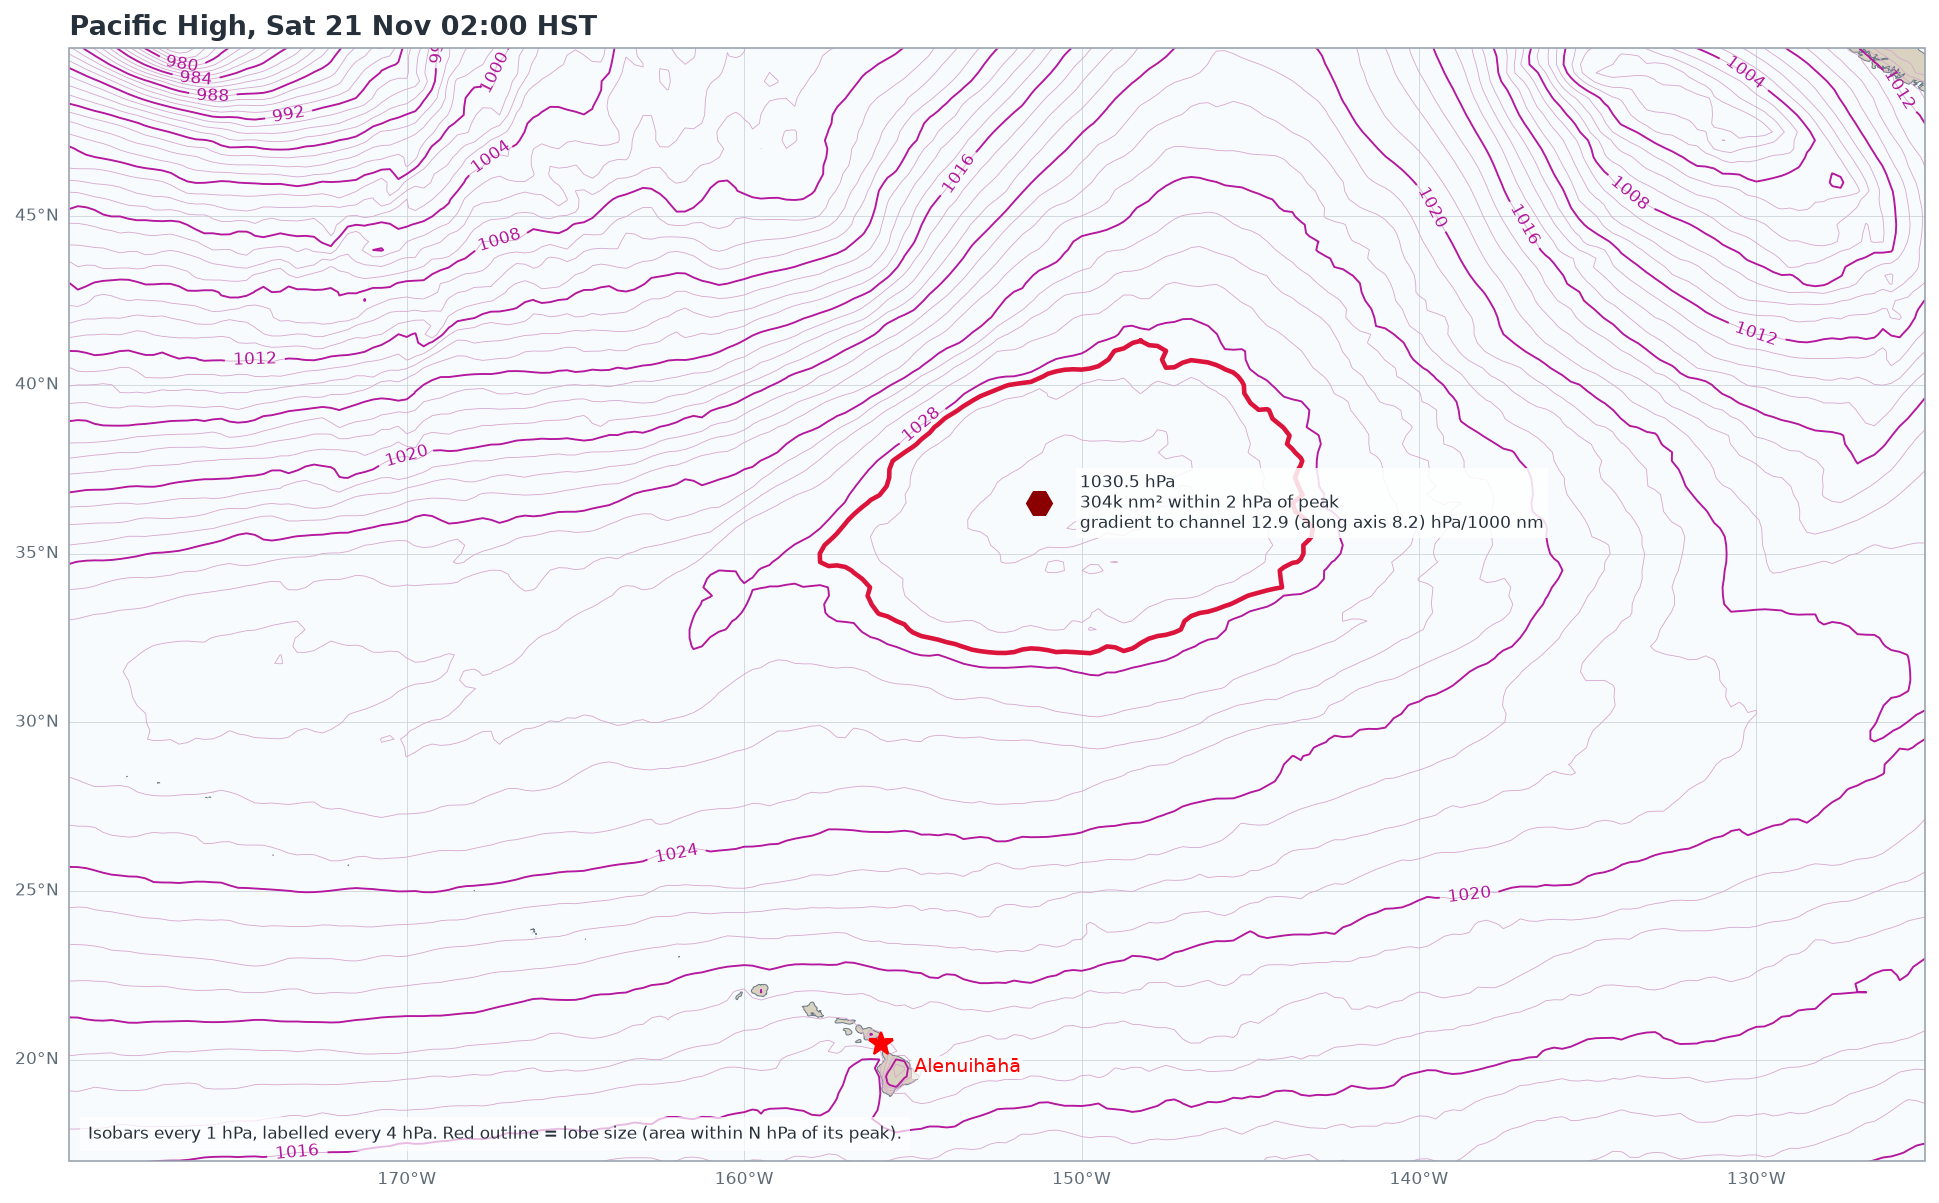 Pacific High, Sat 21 Nov 02:00 HST
980
984
988
992
1000
1004
1008
1012
1016
1020
1028
1020
1016
1004
1008
1012
1012
1020
1024
1020
1016
1030.5 hPa
304k nm² within 2 hPa of peak
gradient to channel 12.9 (along axis 8.2) hPa/1000 nm
Alenuihāhā
Isobars every 1 hPa, labelled every 4 hPa. Red outline = lobe size (area within N hPa of its peak).
45°N
40°N
35°N
30°N
25°N
20°N
170°W
160°W
150°W
140°W
130°W